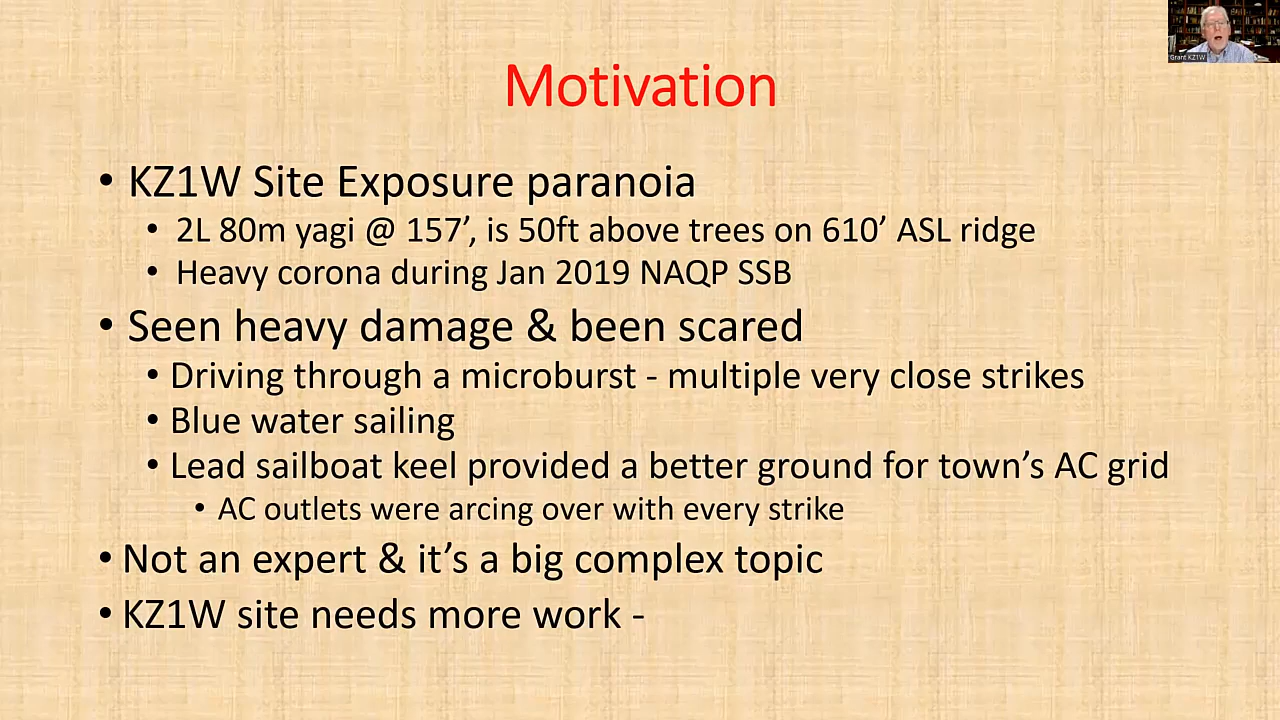 Grant KZ1W
Motivation
• KZ1W Site Exposure paranoia
• 2L 80m yagi @ 157’, is 50ft above trees on 610’ ASL ridge
• Heavy corona during Jan 2019 NAQP SSB
• Seen heavy damage & been scared
• Driving through a microburst - multiple very close strikes
• Blue water sailing
• Lead sailboat keel provided a better ground for town’s AC grid
• AC outlets were arcing over with every strike
• Not an expert & it’s a big complex topic
• KZ1W site needs more work -